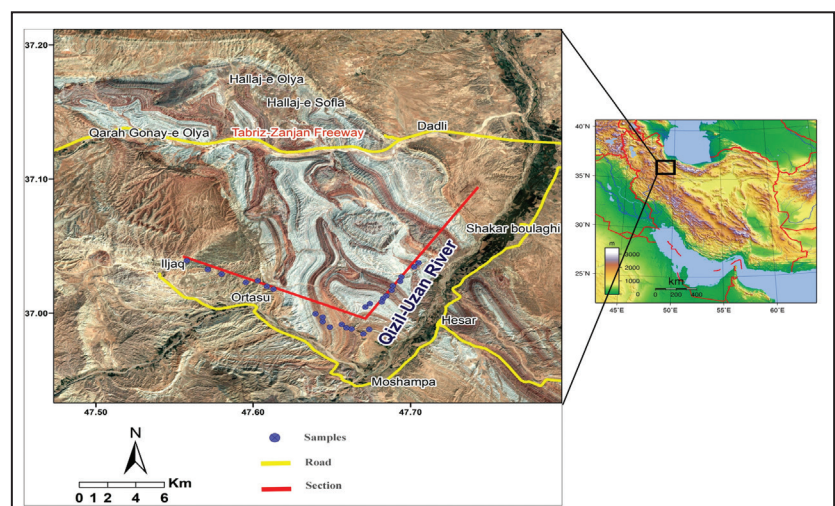 37.20
37.10
37.00
Hallaj-e Olya
Hallaj-e Sofla
Qarah Gonay-e Olya
Tabriz-Zanjan Freeway
Dadli
Shakar boulaghi
Iljaq
Ortasu
Qizil-Uzan River
Hesar
Moshampa
47.50
47.60
47.70
N
0 1 2 4 6 Km
Samples
Road
Section
40°N
35°N
30°N
25°N
m
3000
1000
0
km
0 200 400
45°E
50°E
55°E
60°E